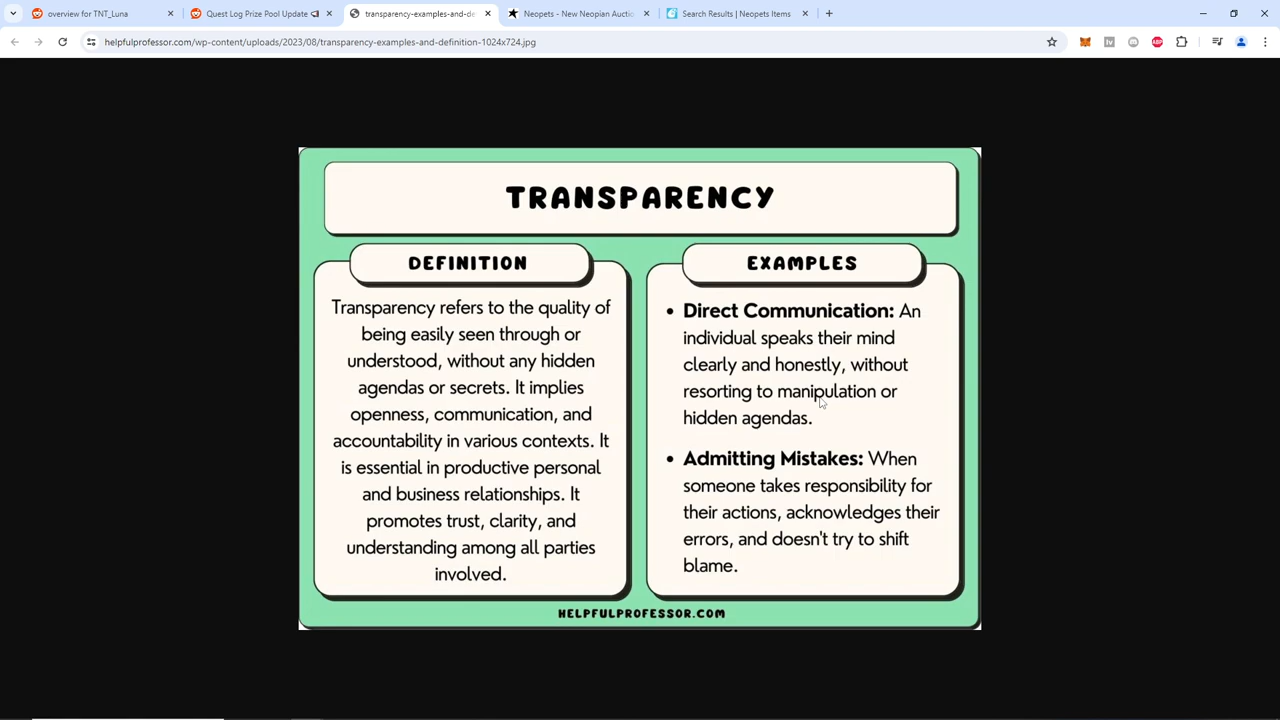 overview for TNT_Luna
Quest Log Prize Pool Update
transparency-examples-and-de
Neopets - New Neopian Auctio
Search Results | Neopets Items
helpfulprofessor.com/wp-content/uploads/2023/08/transparency-examples-and-definition-1024x724.jpg
TRANSPARENCY
DEFINITION
Transparency refers to the quality of
being easily seen through or
understood, without any hidden
agendas or secrets. It implies
openness, communication, and
accountability in various contexts. It
is essential in productive personal
and business relationships. It
promotes trust, clarity, and
understanding among all parties
involved.
EXAMPLES
• Direct Communication: An
individual speaks their mind
clearly and honestly, without
resorting to manipulation or
hidden agendas.
• Admitting Mistakes: When
someone takes responsibility for
their actions, acknowledges their
errors, and doesn't try to shift
blame.
HELPFULPROFESSOR.COM